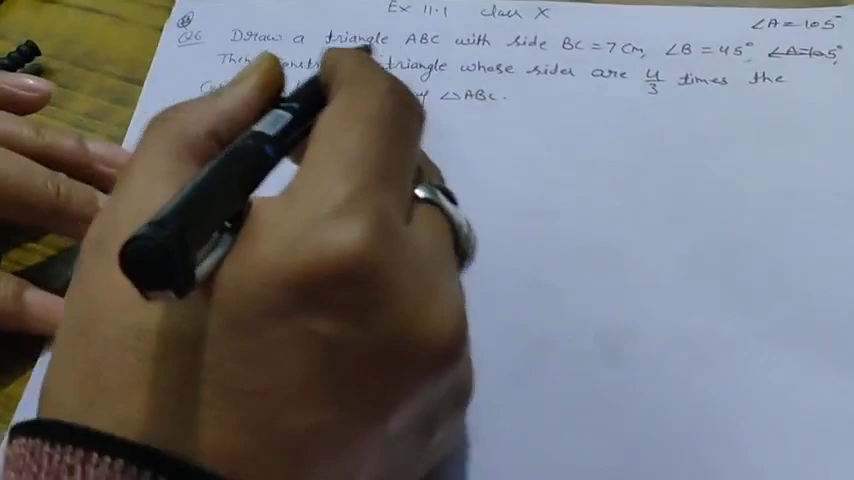 Ex 11.1 class X
∠A = 105°
Q6 Draw a triangle ABC with side BC = 7 cm, ∠B = 45°, ∠A = 105°,
Then triangle whose sides are 4/3 times the
△ABC.